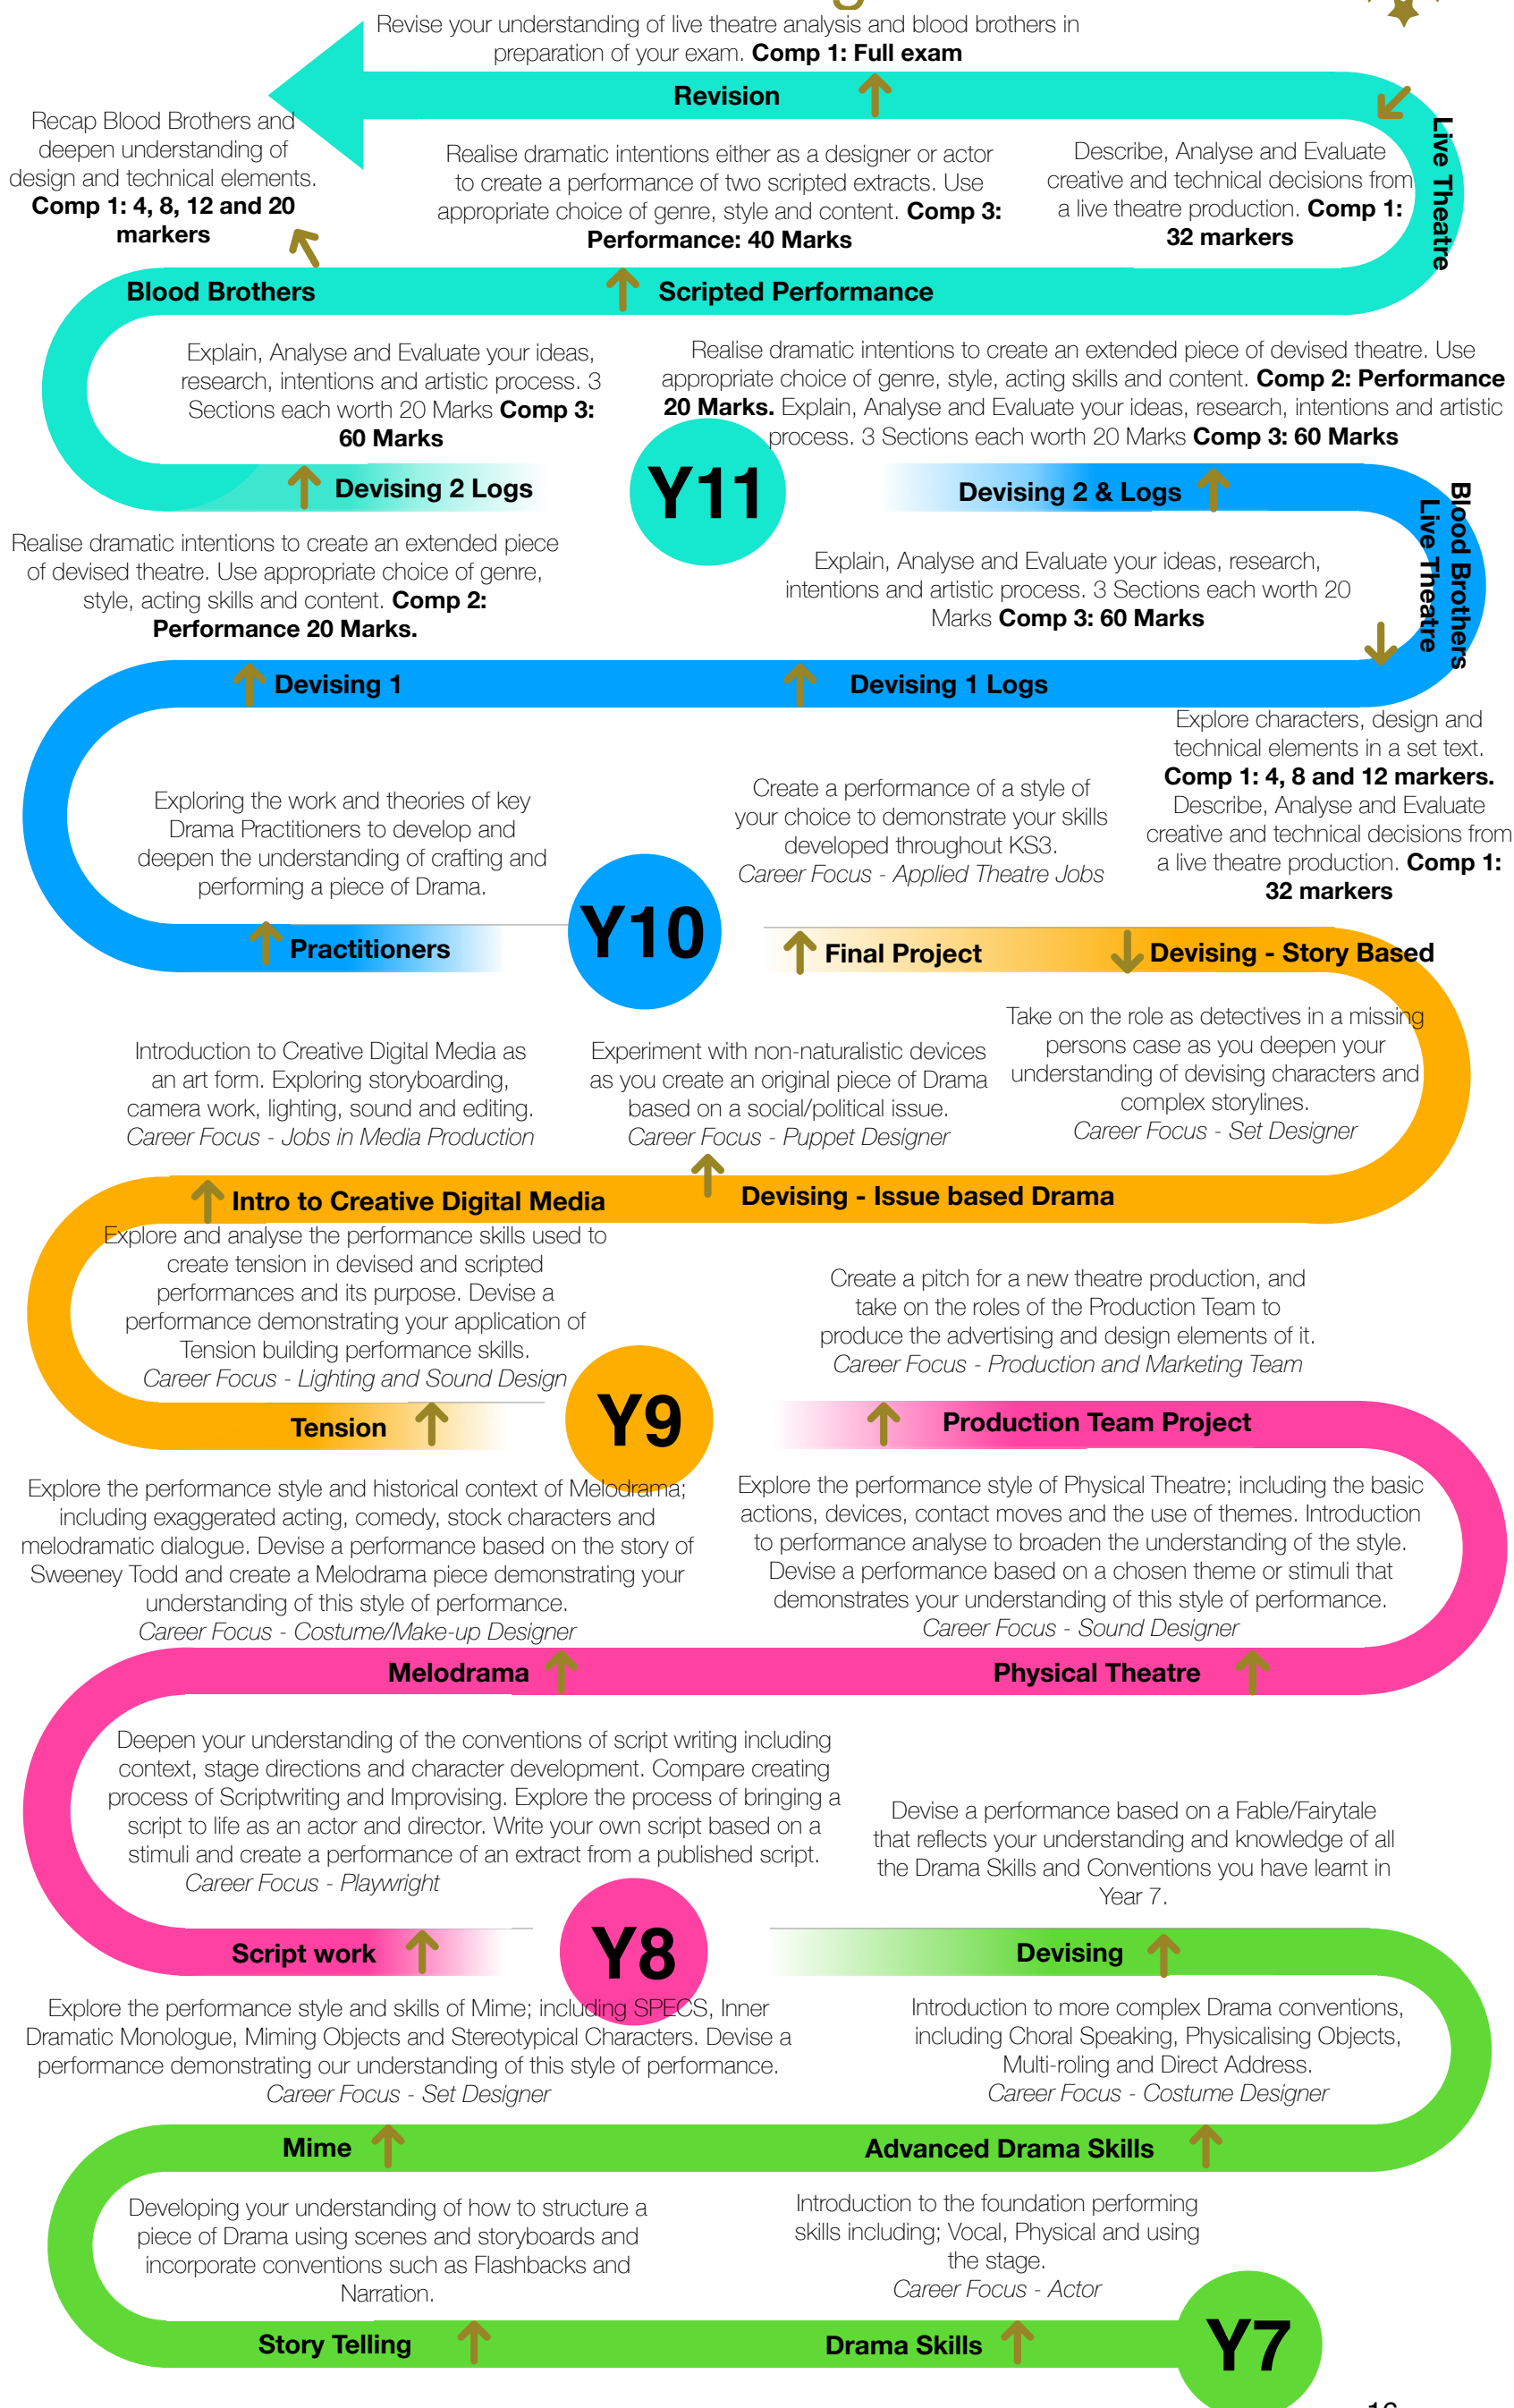 Revise your understanding of live theatre analysis and blood brothers in
preparation of your exam. Comp 1: Full exam
Revision
Live Theatre
Recap Blood Brothers and
deepen understanding of
design and technical elements.
Comp 1: 4, 8, 12 and 20
markers
Realise dramatic intentions either as a designer or actor
to create a performance of two scripted extracts. Use
appropriate choice of genre, style and content. Comp 3:
Performance: 40 Marks
Describe, Analyse and Evaluate
creative and technical decisions from
a live theatre production. Comp 1:
32 markers
Blood Brothers
Scripted Performance
Explain, Analyse and Evaluate your ideas,
research, intentions and artistic process. 3
Sections each worth 20 Marks Comp 3:
60 Marks
Realise dramatic intentions to create an extended piece of devised theatre. Use
appropriate choice of genre, style, acting skills and content. Comp 2: Performance
20 Marks. Explain, Analyse and Evaluate your ideas, research, intentions and artistic
process. 3 Sections each worth 20 Marks Comp 3: 60 Marks
Devising 2 Logs
Y11
Devising 2 & Logs
Blood Brothers
Live Theatre
Realise dramatic intentions to create an extended piece
of devised theatre. Use appropriate choice of genre,
style, acting skills and content. Comp 2:
Performance 20 Marks.
Explain, Analyse and Evaluate your ideas, research,
intentions and artistic process. 3 Sections each worth 20
Marks Comp 3: 60 Marks
Devising 1
Devising 1 Logs
Explore characters, design and
technical elements in a set text.
Comp 1: 4, 8 and 12 markers.
Describe, Analyse and Evaluate
creative and technical decisions from
a live theatre production. Comp 1:
32 markers
Exploring the work and theories of key
Drama Practitioners to develop and
deepen the understanding of crafting and
performing a piece of Drama.
Create a performance of a style of
your choice to demonstrate your skills
developed throughout KS3.
Career Focus - Applied Theatre Jobs
Practitioners
Y10
Final Project
Devising - Story Based
Introduction to Creative Digital Media as
an art form. Exploring storyboarding,
camera work, lighting, sound and editing.
Career Focus - Jobs in Media Production
Experiment with non-naturalistic devices
as you create an original piece of Drama
based on a social/political issue.
Career Focus - Puppet Designer
Take on the role as detectives in a missing
persons case as you deepen your
understanding of devising characters and
complex storylines.
Career Focus - Set Designer
Intro to Creative Digital Media
Devising - Issue based Drama
Explore and analyse the performance skills used to
create tension in devised and scripted
performances and its purpose. Devise a
performance demonstrating your application of
Tension building performance skills.
Career Focus - Lighting and Sound Design
Create a pitch for a new theatre production, and
take on the roles of the Production Team to
produce the advertising and design elements of it.
Career Focus - Production and Marketing Team
Tension
Y9
Production Team Project
Explore the performance style and historical context of Melodrama;
including exaggerated acting, comedy, stock characters and
melodramatic dialogue. Devise a performance based on the story of
Sweeney Todd and create a Melodrama piece demonstrating your
understanding of this style of performance.
Career Focus - Costume/Make-up Designer
Explore the performance style of Physical Theatre; including the basic
actions, devices, contact moves and the use of themes. Introduction
to performance analyse to broaden the understanding of the style.
Devise a performance based on a chosen theme or stimuli that
demonstrates your understanding of this style of performance.
Career Focus - Sound Designer
Melodrama
Physical Theatre
Deepen your understanding of the conventions of script writing including
context, stage directions and character development. Compare creating
process of Scriptwriting and Improvising. Explore the process of bringing a
script to life as an actor and director. Write your own script based on a
stimuli and create a performance of an extract from a published script.
Career Focus - Playwright
Devise a performance based on a Fable/Fairytale
that reflects your understanding and knowledge of all
the Drama Skills and Conventions you have learnt in
Year 7.
Script work
Y8
Devising
Explore the performance style and skills of Mime; including SPECS, Inner
Dramatic Monologue, Miming Objects and Stereotypical Characters. Devise a
performance demonstrating our understanding of this style of performance.
Career Focus - Set Designer
Introduction to more complex Drama conventions,
including Choral Speaking, Physicalising Objects,
Multi-roling and Direct Address.
Career Focus - Costume Designer
Mime
Advanced Drama Skills
Developing your understanding of how to structure a
piece of Drama using scenes and storyboards and
incorporate conventions such as Flashbacks and
Narration.
Introduction to the foundation performing
skills including; Vocal, Physical and using
the stage.
Career Focus - Actor
Story Telling
Drama Skills
Y7